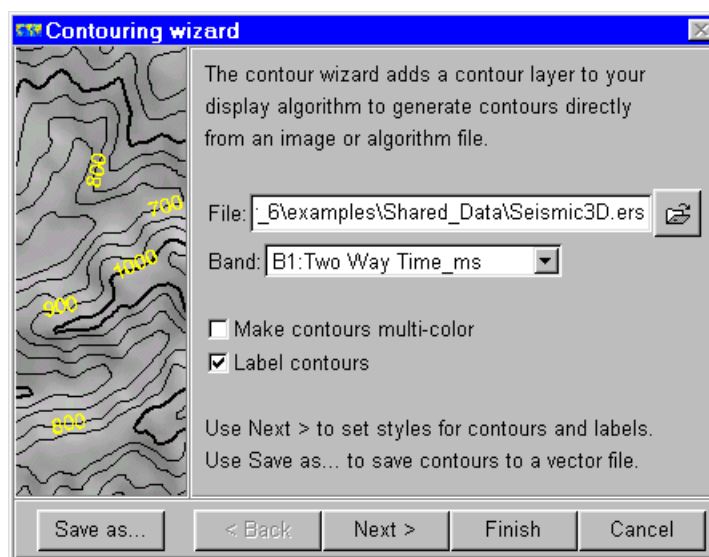 Contouring wizard
The contour wizard adds a contour layer to your
display algorithm to generate contours directly
from an image or algorithm file.
800
700
1000
900
800
File: _6\examples\Shared_Data\Seismic3D.ers
Band: B1:Two Way Time_ms
Make contours multi-color
Label contours
Use Next > to set styles for contours and labels.
Use Save as... to save contours to a vector file.
Save as... < Back Next > Finish Cancel